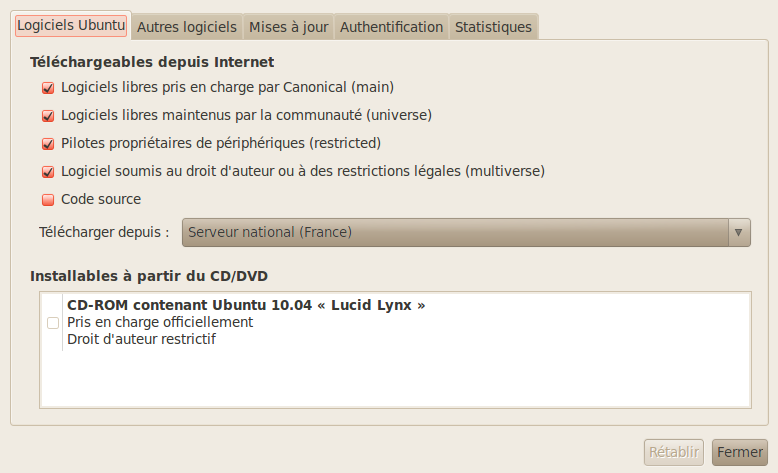 Logiciels Ubuntu Autres logiciels Mises à jour Authentification Statistiques
Téléchargeables depuis Internet
Logiciels libres pris en charge par Canonical (main)
Logiciels libres maintenus par la communauté (universe)
Pilotes propriétaires de périphériques (restricted)
Logiciel soumis au droit d'auteur ou à des restrictions légales (multiverse)
Code source
Télécharger depuis : Serveur national (France)
Installables à partir du CD/DVD
CD-ROM contenant Ubuntu 10.04 « Lucid Lynx »
Pris en charge officiellement
Droit d'auteur restrictif
Rétablir Fermer